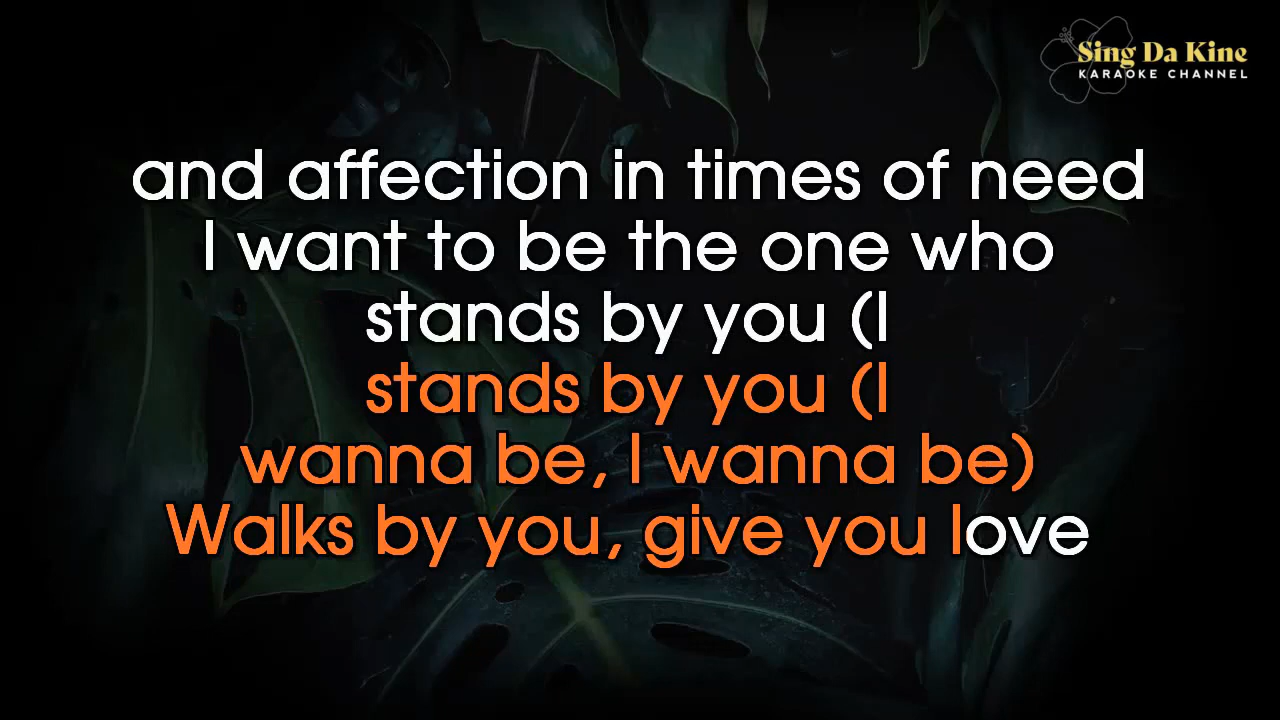 Sing Da Kine
KARAOKE CHANNEL
and affection in times of need
I want to be the one who
stands by you (I
stands by you (I
wanna be, I wanna be)
Walks by you, give you love